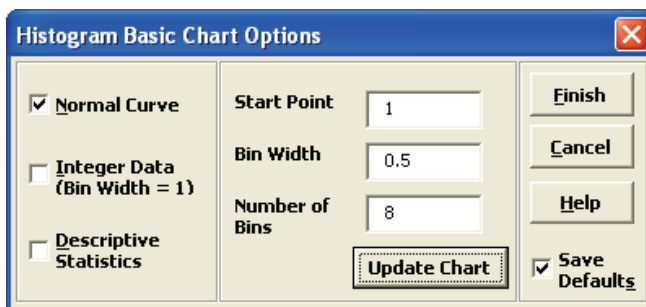 Histogram Basic Chart Options
Normal Curve
Integer Data
(Bin Width = 1)
Descriptive
Statistics
Start Point
1
Bin Width
0.5
Number of
Bins
8
Update Chart
Finish
Cancel
Help
Save
Defaults